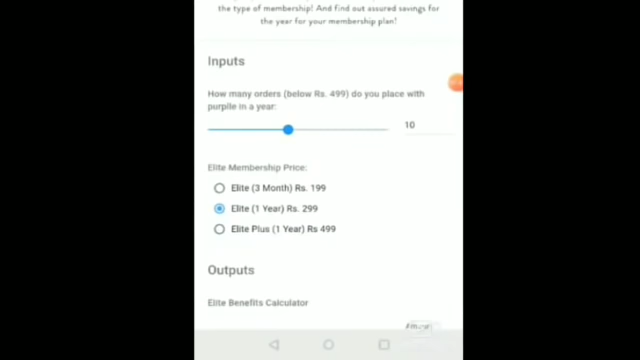 the type of membership! And find out assured savings for
the year for your membership plan!
Inputs
How many orders (below Rs. 499) do you place with
purplle in a year:
10
Elite Membership Price:
Elite (3 Month) Rs. 199
Elite (1 Year) Rs. 299
Elite Plus (1 Year) Rs 499
Outputs
Elite Benefits Calculator